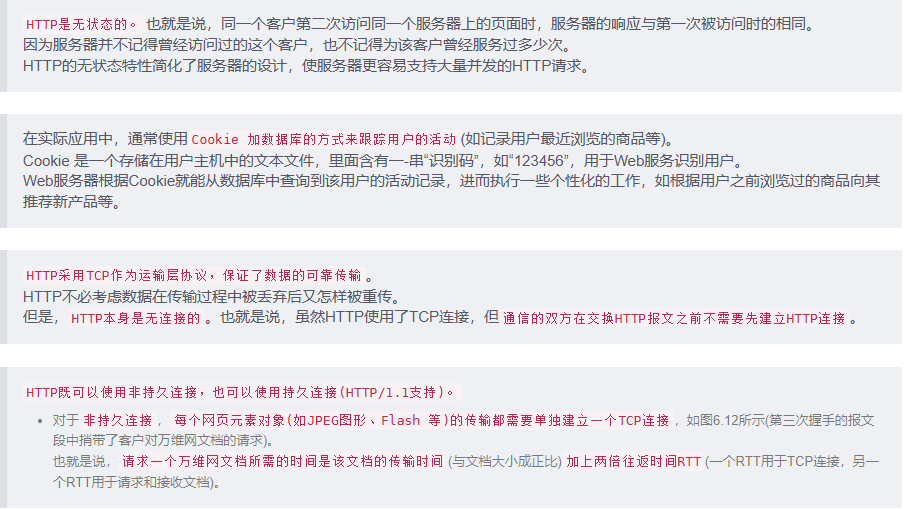 HTTP是无状态的。也就是说，同一个客户第二次访问同一个服务器上的页面时，服务器的响应与第一次被访问时的相同。
因为服务器并不记得曾经访问过的这个客户，也不记得为该客户曾经服务过多少次。
HTTP的无状态特性简化了服务器的设计，使服务器更容易支持大量并发的HTTP请求。
在实际应用中，通常使用 Cookie 加数据库的方式来跟踪用户的活动 (如记录用户最近浏览的商品等)。
Cookie 是一个存储在用户主机中的文本文件，里面含有一-串“识别码”，如“123456”，用于Web服务识别用户。
Web服务器根据Cookie就能从数据库中查询到该用户的活动记录，进而执行一些个性化的工作，如根据用户之前浏览过的商品向其
推荐新产品等。
HTTP采用TCP作为运输层协议，保证了数据的可靠传输 。
HTTP不必考虑数据在传输过程中被丢弃后又怎样被重传。
但是， HTTP本身是无连接的 。也就是说，虽然HTTP使用了TCP连接，但 通信的双方在交换HTTP报文之前不需要先建立HTTP连接 。
HTTP既可以使用非持久连接，也可以使用持久连接(HTTP/1.1支持)。
• 对于 非持久连接 ， 每个网页元素对象(如JPEG图形、Flash 等)的传输都需要单独建立一个TCP连接 ，如图6.12所示(第三次握手的报文
段中捎带了客户对万维网文档的请求)。
也就是说， 请求一个万维网文档所需的时间是该文档的传输时间 (与文档大小成正比) 加上两倍往返时间RTT (一个RTT用于TCP连接，另一
个RTT用于请求和接收文档)。